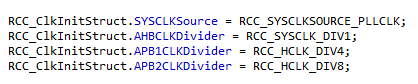 RCC_ClkInitStruct.SYSCLKSource = RCC_SYSCLKSOURCE_PLLCLK;
RCC_ClkInitStruct.AHBCLKDivider = RCC_SYSCLK_DIV1;
RCC_ClkInitStruct.APB1CLKDivider = RCC_HCLK_DIV4;
RCC_ClkInitStruct.APB2CLKDivider = RCC_HCLK_DIV8;